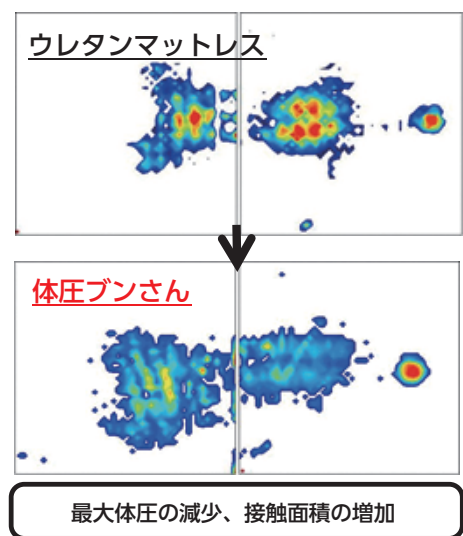 ウレタンマットレス
体圧ブンさん
最大体圧の減少、接触面積の増加